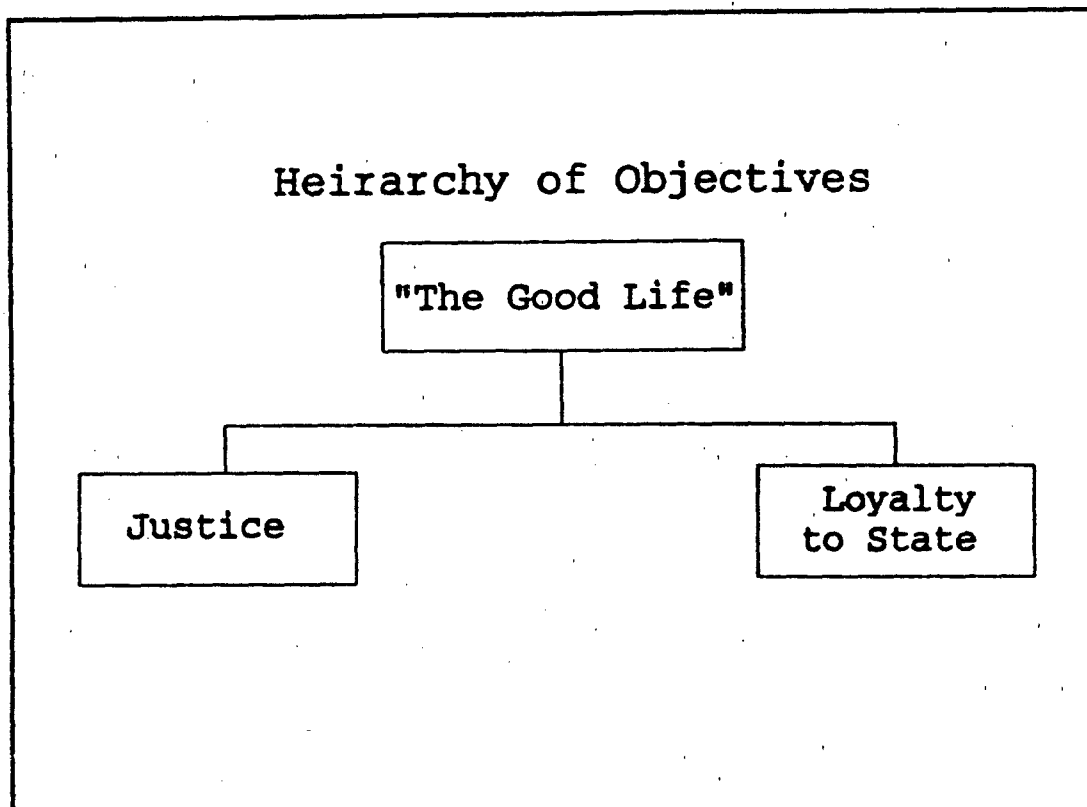 Heirarchy of Objectives
"The Good Life"
Justice
Loyalty
to State